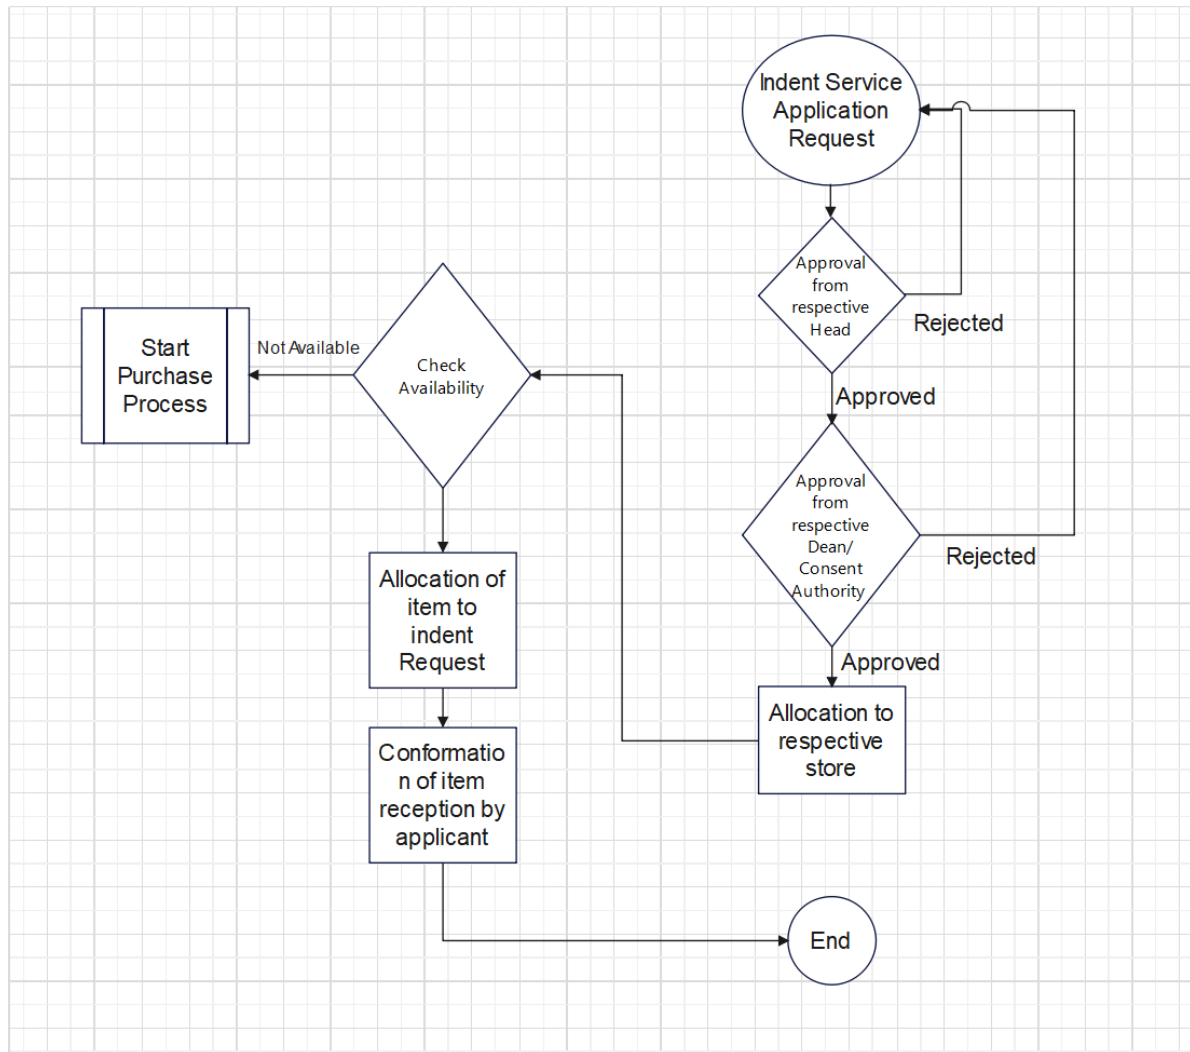 Indent Service
Application
Request
Approval
from
respective
Head
Rejected
Approved
Approval
from
respective
Dean/
Consent
Authority
Rejected
Approved
Allocation to
respective
store
Check
Availability
Not Available
Start
Purchase
Process
Allocation of
item to
indent
Request
Conformatio
n of item
reception by
applicant
End